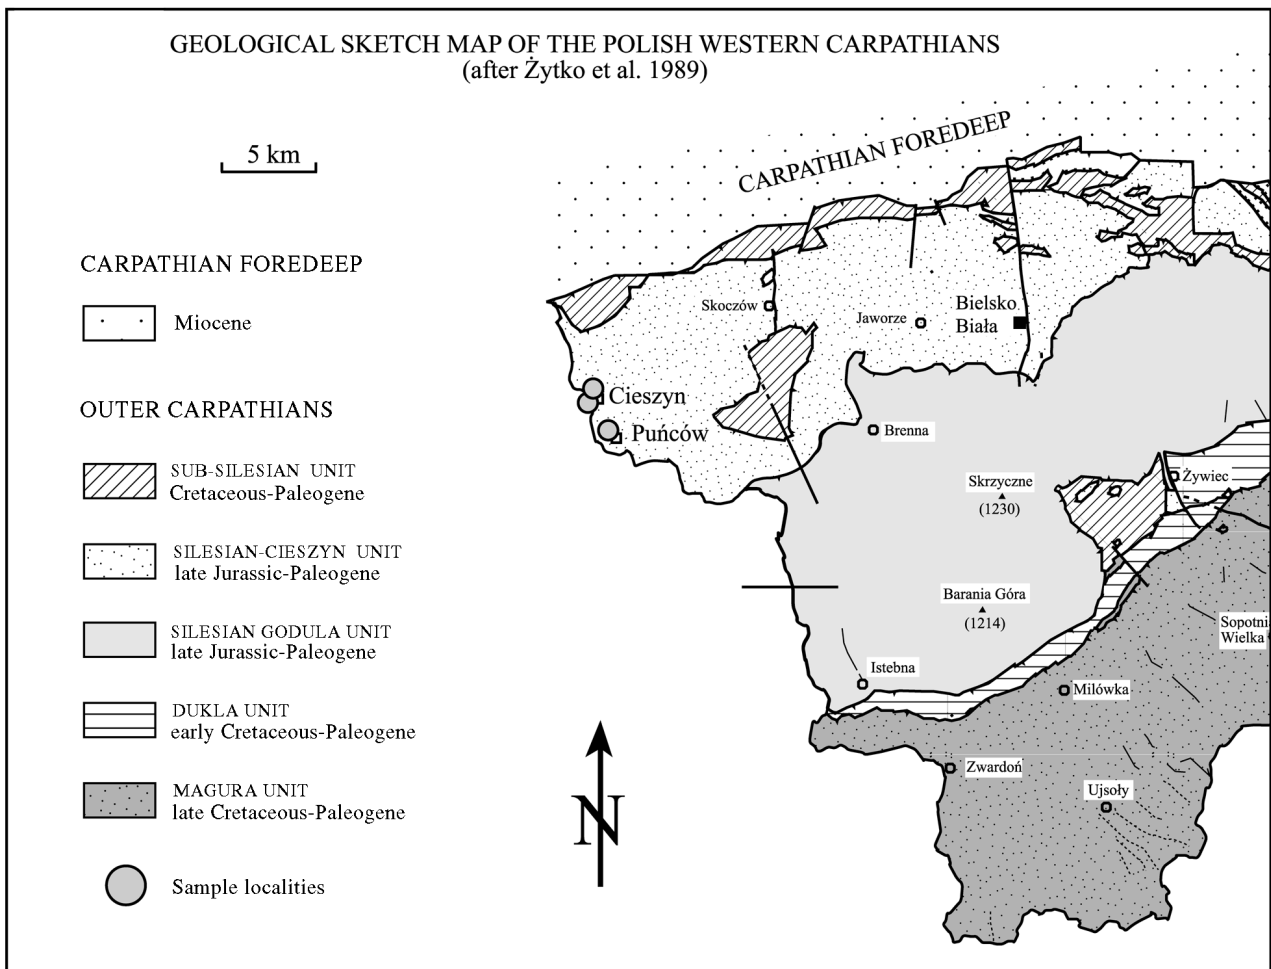 GEOLOGICAL SKETCH MAP OF THE POLISH WESTERN CARPATHIANS
(after Żytko et al. 1989)
5 km
CARPATHIAN FOREDEEP
CARPATHIAN FOREDEEP
Miocene
OUTER CARPATHIANS
SUB-SILESIAN UNIT
Cretaceous-Paleogene
SILESIAN-CIESZYN UNIT
late Jurassic-Paleogene
SILESIAN GODULA UNIT
late Jurassic-Paleogene
DUKLA UNIT
early Cretaceous-Paleogene
MAGURA UNIT
late Cretaceous-Paleogene
Sample localities
N
Skoczów
Jaworze
Bielsko
Biała
Cieszyn
Puńców
Brenna
Skrzyczne
(1230)
Żywiec
Barania Góra
(1214)
Sopotni
Wielka
Istebna
Milówka
Zwardoń
Ujsoły